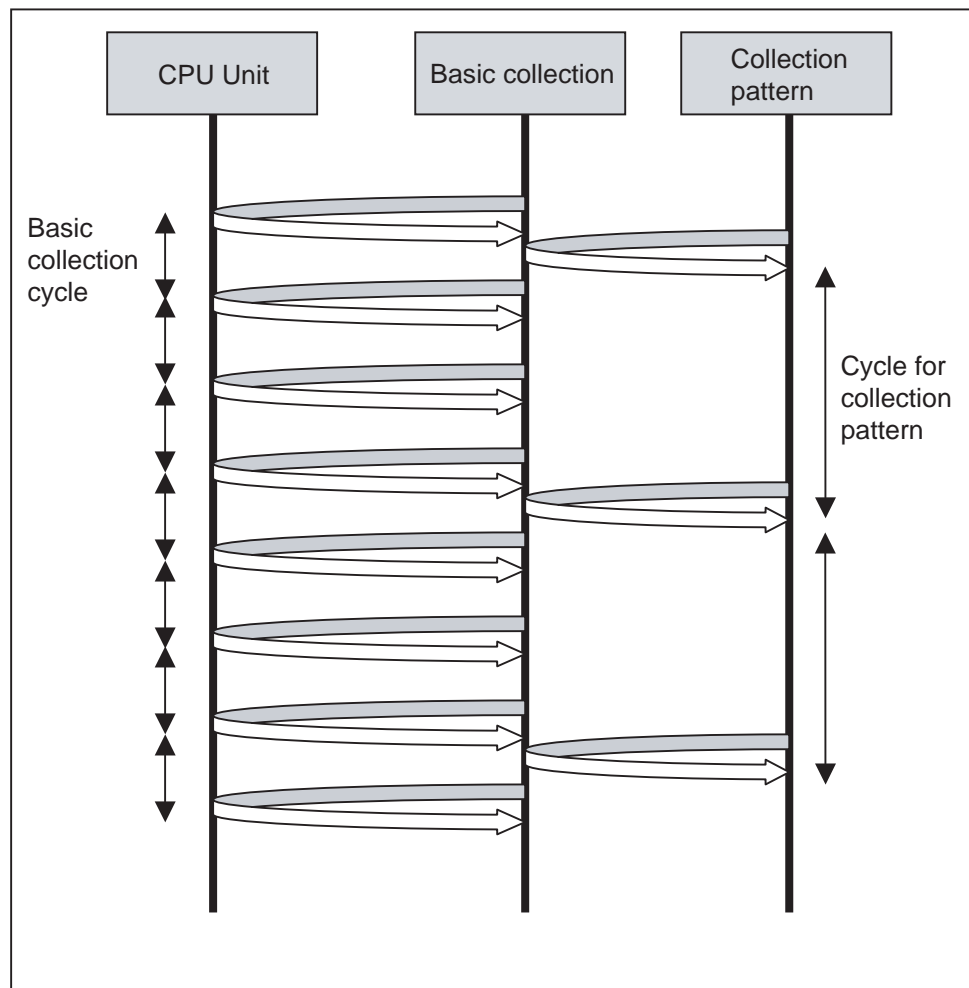 CPU Unit
Basic collection
Collection
pattern
Basic
collection
cycle
Cycle for
collection
pattern